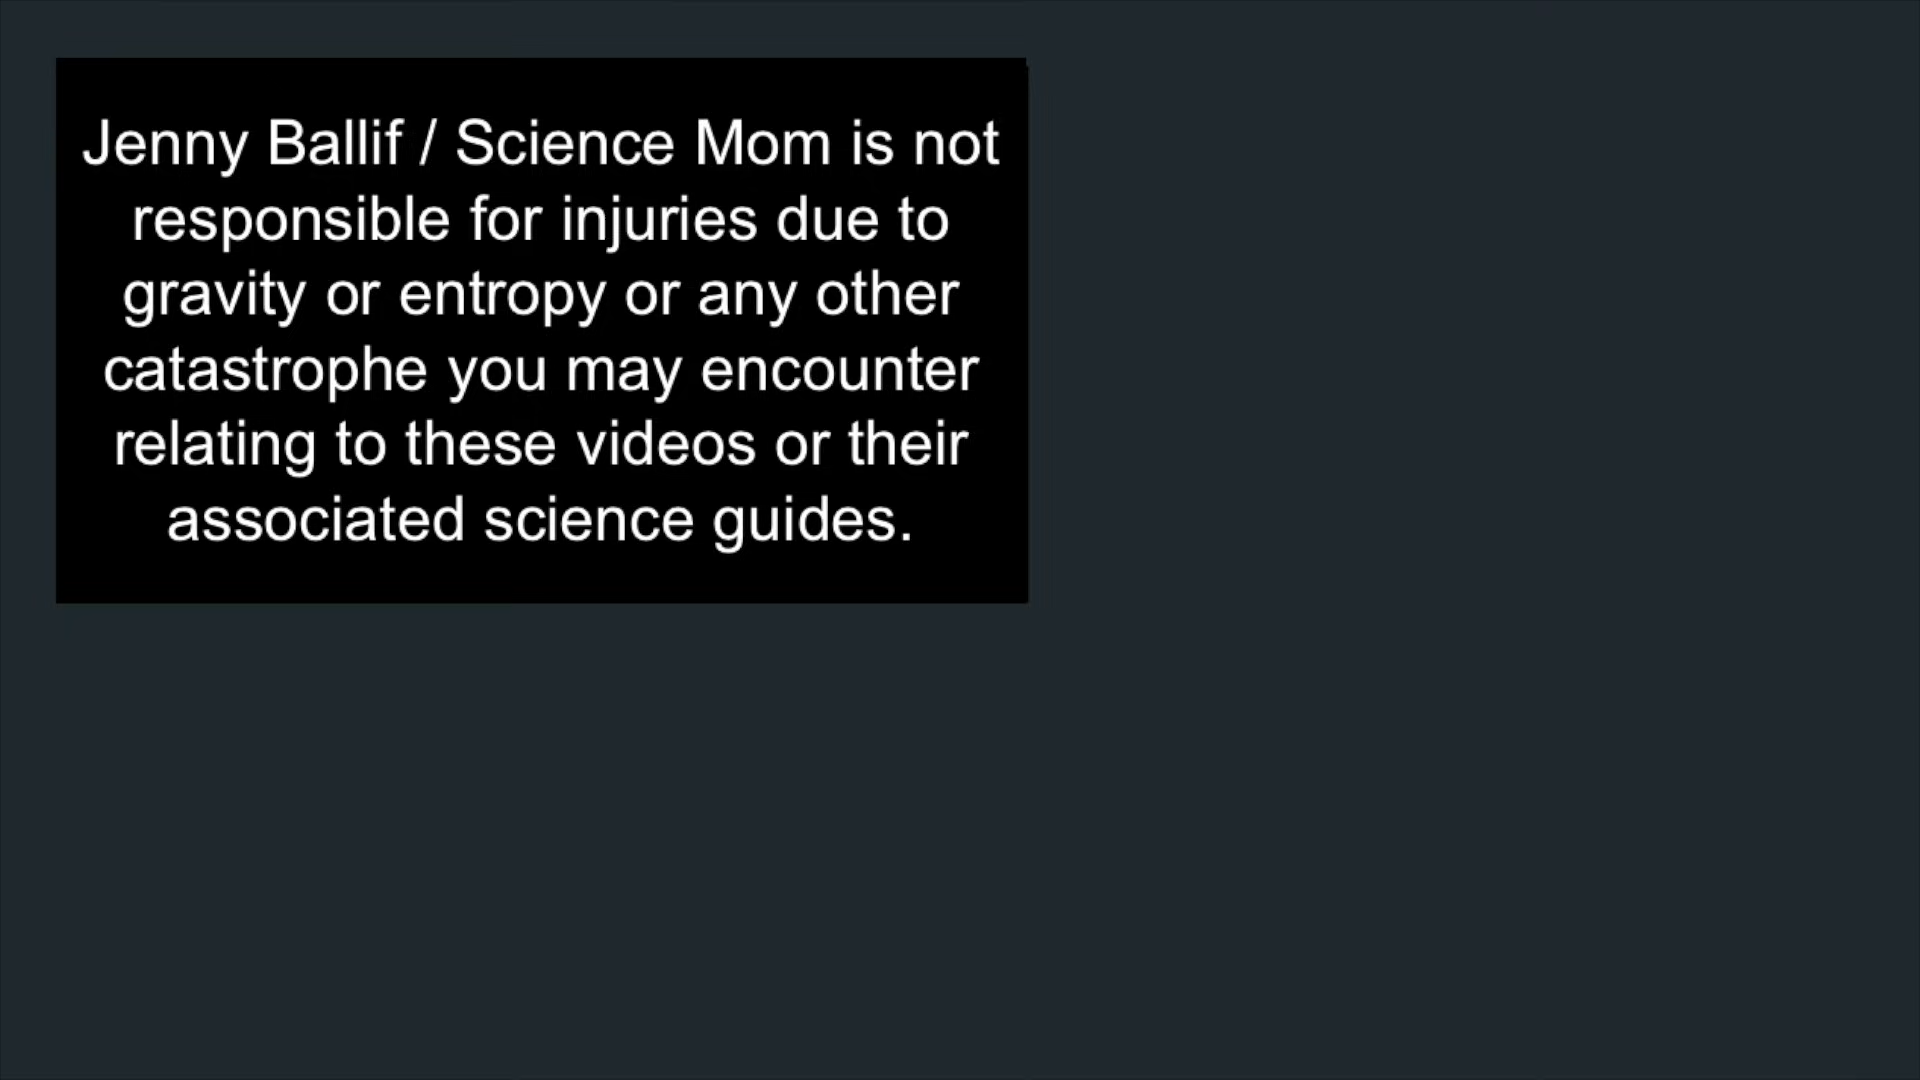 Jenny Ballif / Science Mom is not
responsible for injuries due to
gravity or entropy or any other
catastrophe you may encounter
relating to these videos or their
associated science guides.